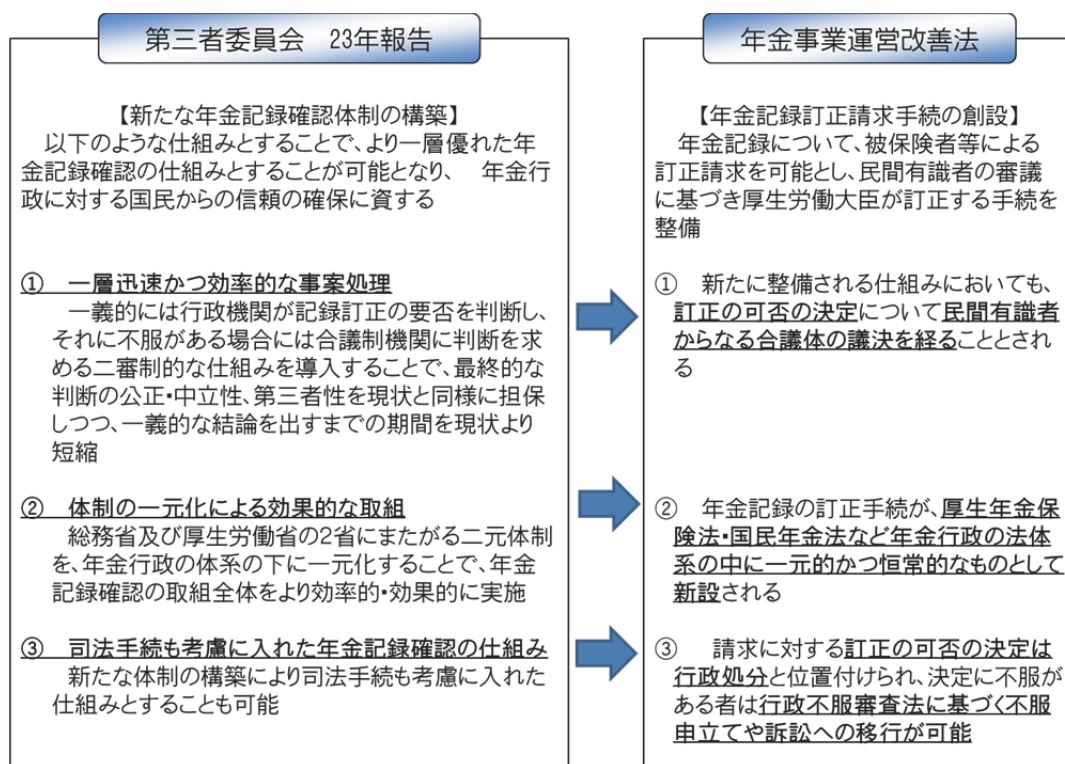 第三者委員会 23年報告
【新たな年金記録確認体制の構築】
以下のような仕組みとすることで、より一層優れた年
金記録確認の仕組みとすることが可能となり、 年金行
政に対する国民からの信頼の確保に資する
① 一層迅速かつ効率的な事案処理
一義的には行政機関が記録訂正の要否を判断し、
それに不服がある場合には合議制機関に判断を求
める二審制的な仕組みを導入することで、最終的な
判断の公正・中立性、第三者性を現状と同様に担保
しつつ、一義的な結論を出すまでの期間を現状より
短縮
② 体制の一元化による効果的な取組
総務省及び厚生労働省の2省にまたがる二元体制
を、年金行政の体系の下に一元化することで、年金
記録確認の取組全体をより効率的・効果的に実施
③ 司法手続も考慮に入れた年金記録確認の仕組み
新たな体制の構築により司法手続も考慮に入れた
仕組みとすることも可能
年金事業運営改善法
【年金記録訂正請求手続の創設】
年金記録について、被保険者等による
訂正請求を可能とし、民間有識者の審議
に基づき厚生労働大臣が訂正する手続を
整備
① 新たに整備される仕組みにおいても、
訂正の可否の決定について民間有識者
からなる合議体の議決を経ることとされ
る
② 年金記録の訂正手続が、厚生年金保
険法・国民年金法など年金行政の法体
系の中に一元的かつ恒常的なものとして
新設される
③ 請求に対する訂正の可否の決定は
行政処分と位置付けられ、決定に不服が
ある者は行政不服審査法に基づく不服
申立てや訴訟への移行が可能